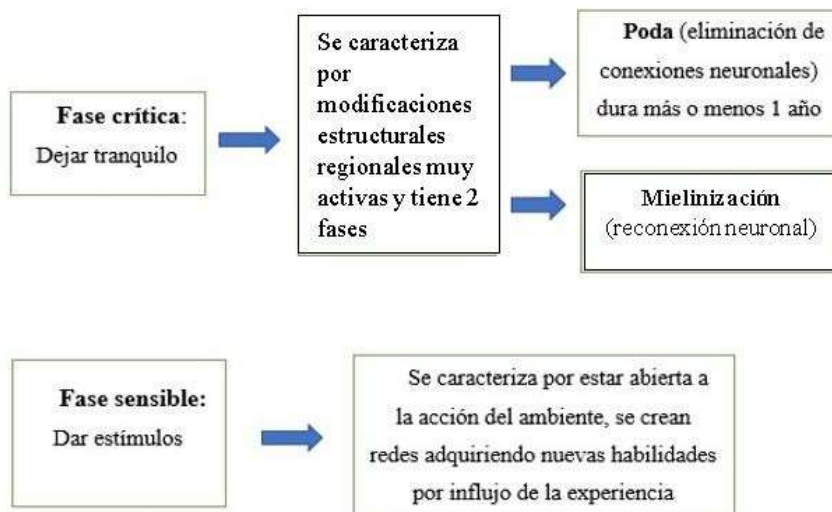 Fase crítica:
Dejar tranquilo
Se caracteriza
por
modificaciones
estructurales
regionales muy
activas y tiene 2
fases
Poda (eliminación de
conexiones neuronales)
dura más o menos 1 año
Mielinización
(reconexión neuronal)
Fase sensible:
Dar estímulos
Se caracteriza por estar abierta a
la acción del ambiente, se crean
redes adquiriendo nuevas habilidades
por influjo de la experiencia